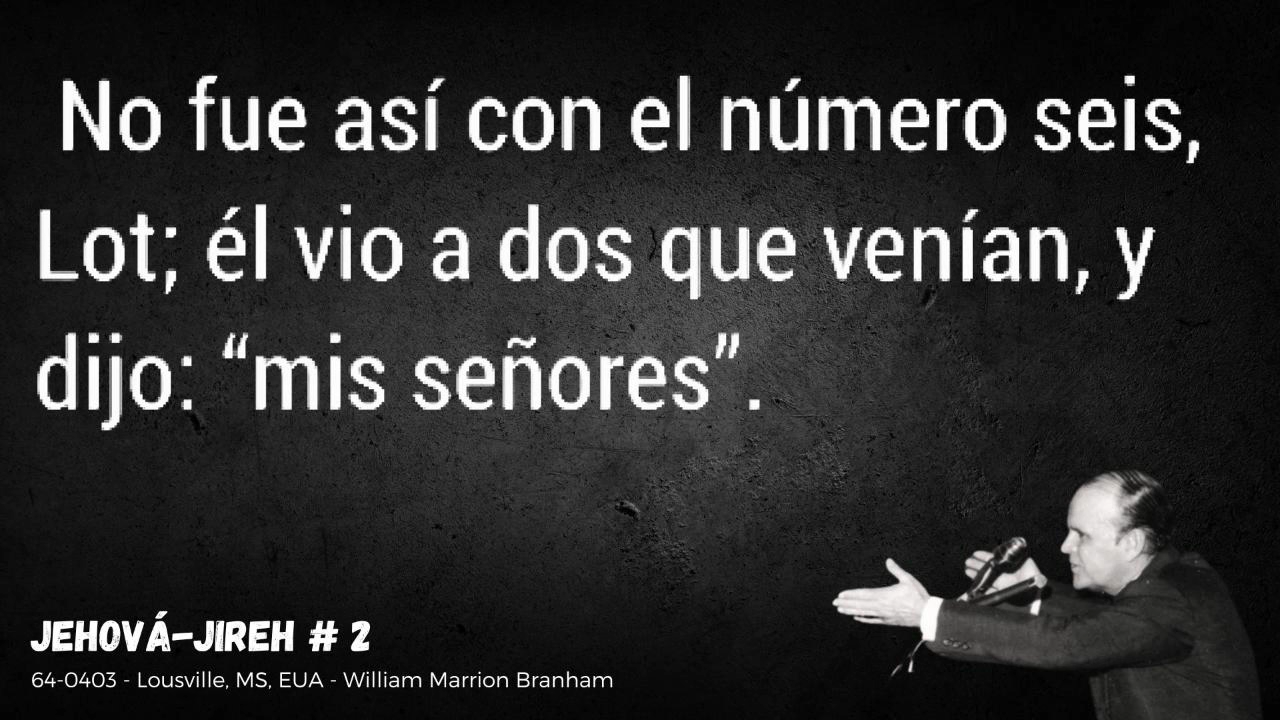 No fue así con el número seis,
Lot; él vio a dos que venían, y
dijo: “mis señores”.
JEHOVÁ-JIREH # 2
64-0403 - Lousville, MS, EUA - William Marrion Branham